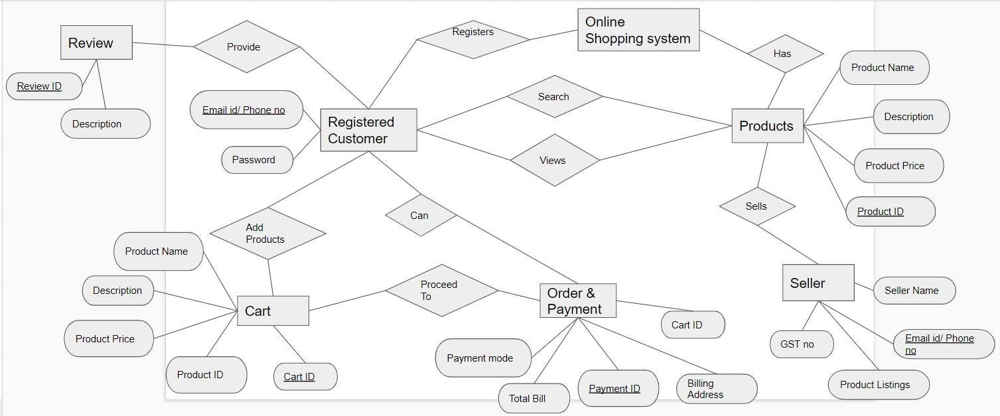 Online
Shopping system
Registers
Review
Provide
Has
Product Name
Review ID
Search
Email id/ Phone no
Description
Description
Registered
Customer
Products
Password
Views
Product Price
Sells
Product ID
Can
Add
Products
Product Name
Description
Proceed
To
Order &
Payment
Seller
Seller Name
Cart
Cart ID
Product Price
Email id/ Phone
no
GST no
Payment mode
Product ID
Cart ID
Total Bill
Payment ID
Billing
Address
Product Listings